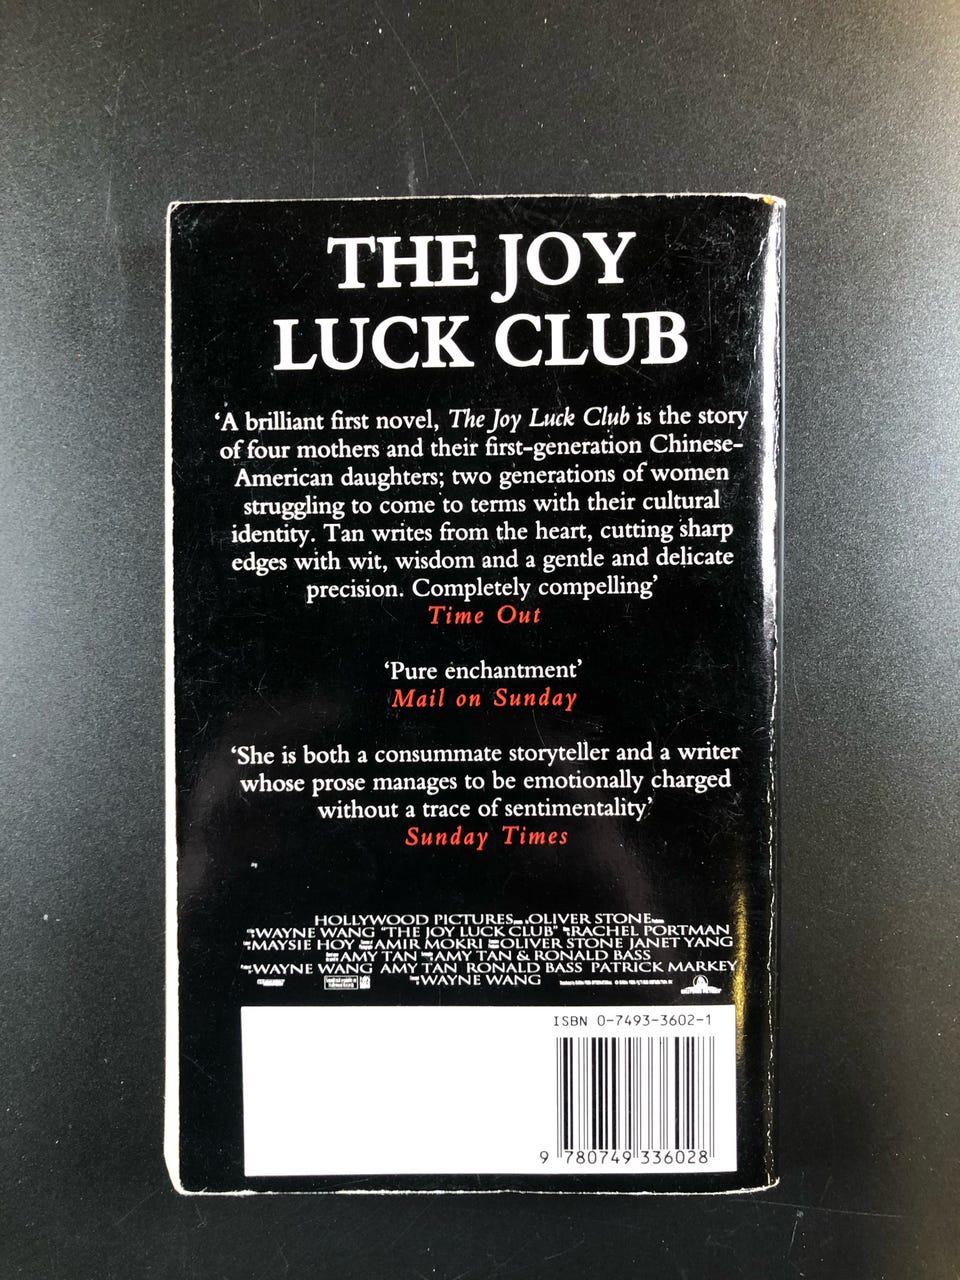 THE JOY
LUCK CLUB
‘A brilliant first novel, The Joy Luck Club is the story
of four mothers and their first-generation Chinese-
American daughters; two generations of women
struggling to come to terms with their cultural
identity. Tan writes from the heart, cutting sharp
edges with wit, wisdom and a gentle and delicate
precision. Completely compelling’
Time Out
‘Pure enchantment’
Mail on Sunday
‘She is both a consummate storyteller and a writer
whose prose manages to be emotionally charged
without a trace of sentimentality’
Sunday Times
HOLLYWOOD PICTURES OLIVER STONE
WAYNE WANG "THE JOY LUCK CLUB" RACHEL PORTMAN
MAYSIE HOY AMIR MOKRI OLIVER STONE JANET YANG
AMY TAN AMY TAN & RONALD BASS
WAYNE WANG AMY TAN RONALD BASS PATRICK MARKEY
WAYNE WANG
ISBN 0-7493-3602-1
9 780749 336028